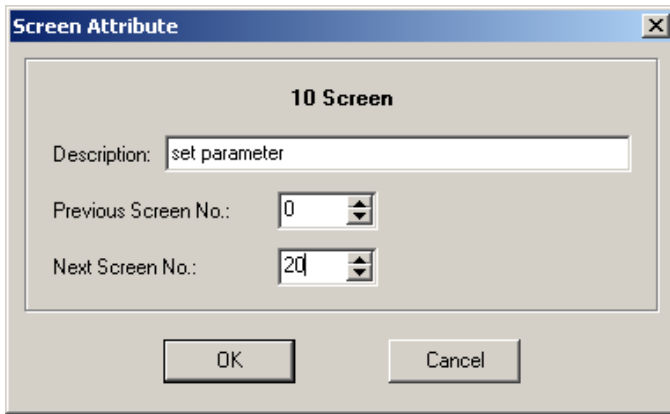 Screen Attribute
10 Screen
Description: set parameter
Previous Screen No.: 0
Next Screen No.: 20
OK Cancel